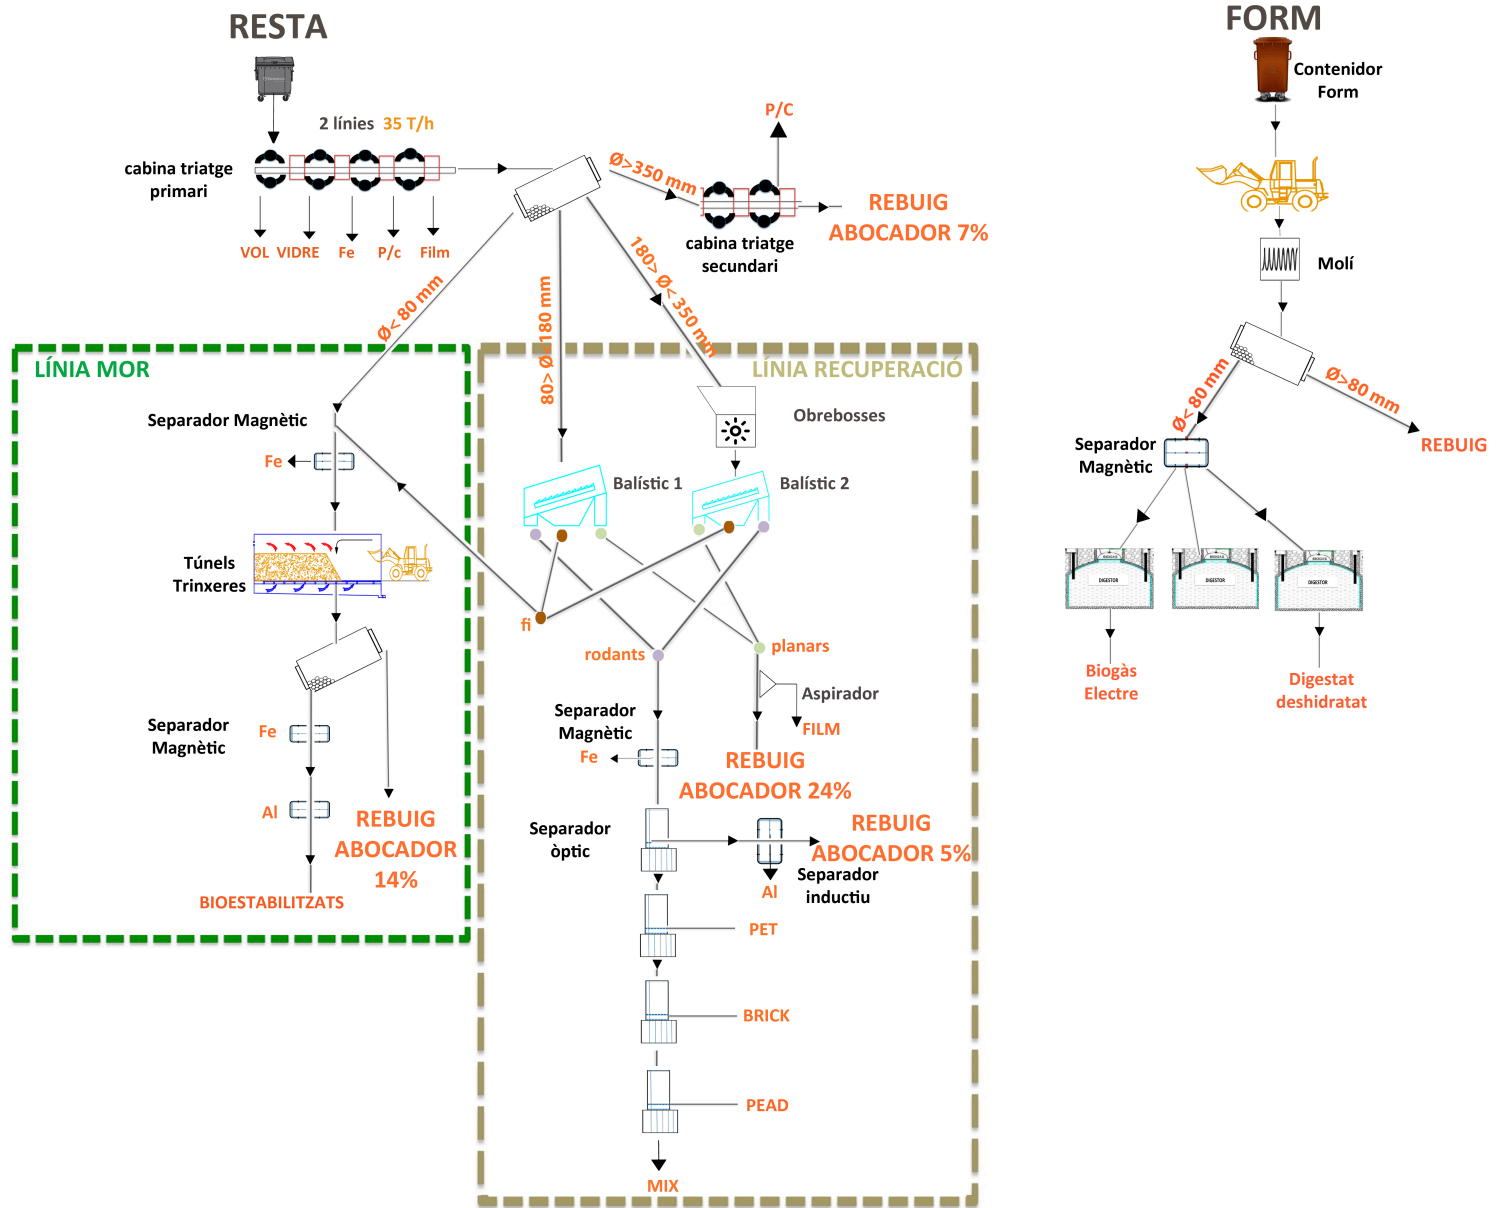 RESTA
FORM
Contenidor
Form
2 línies 35 T/h
cabina triatge
primari
VOL
VIDRE
Fe
P/c
Film
P/C
Ø>350 mm
REBUIG
ABOCADOR 7%
cabina triatge
secundari
Ø< 80 mm
80> Ø<180 mm
180> Ø< 350 mm
Molí
Ø< 80 mm
Ø>80 mm
REBUIG
Separador
Magnètic
DIGESTOR
DIGESTOR
DIGESTOR
Biogàs
Electre
Digestat
deshidratat
LÍNIA MOR
Separador Magnètic
Fe
Túnels
Trinxeres
Separador
Magnètic
Fe
Al
REBUIG
ABOCADOR
14%
BIOESTABILITZATS
LÍNIA RECUPERACIÓ
Obrebosses
Balístic 1
Balístic 2
fi
rodants
planars
Aspirador
FILM
Separador
Magnètic
Fe
REBUIG
ABOCADOR 24%
Separador
òptic
REBUIG
ABOCADOR 5%
Separador
inductiu
Al
PET
BRICK
PEAD
MIX